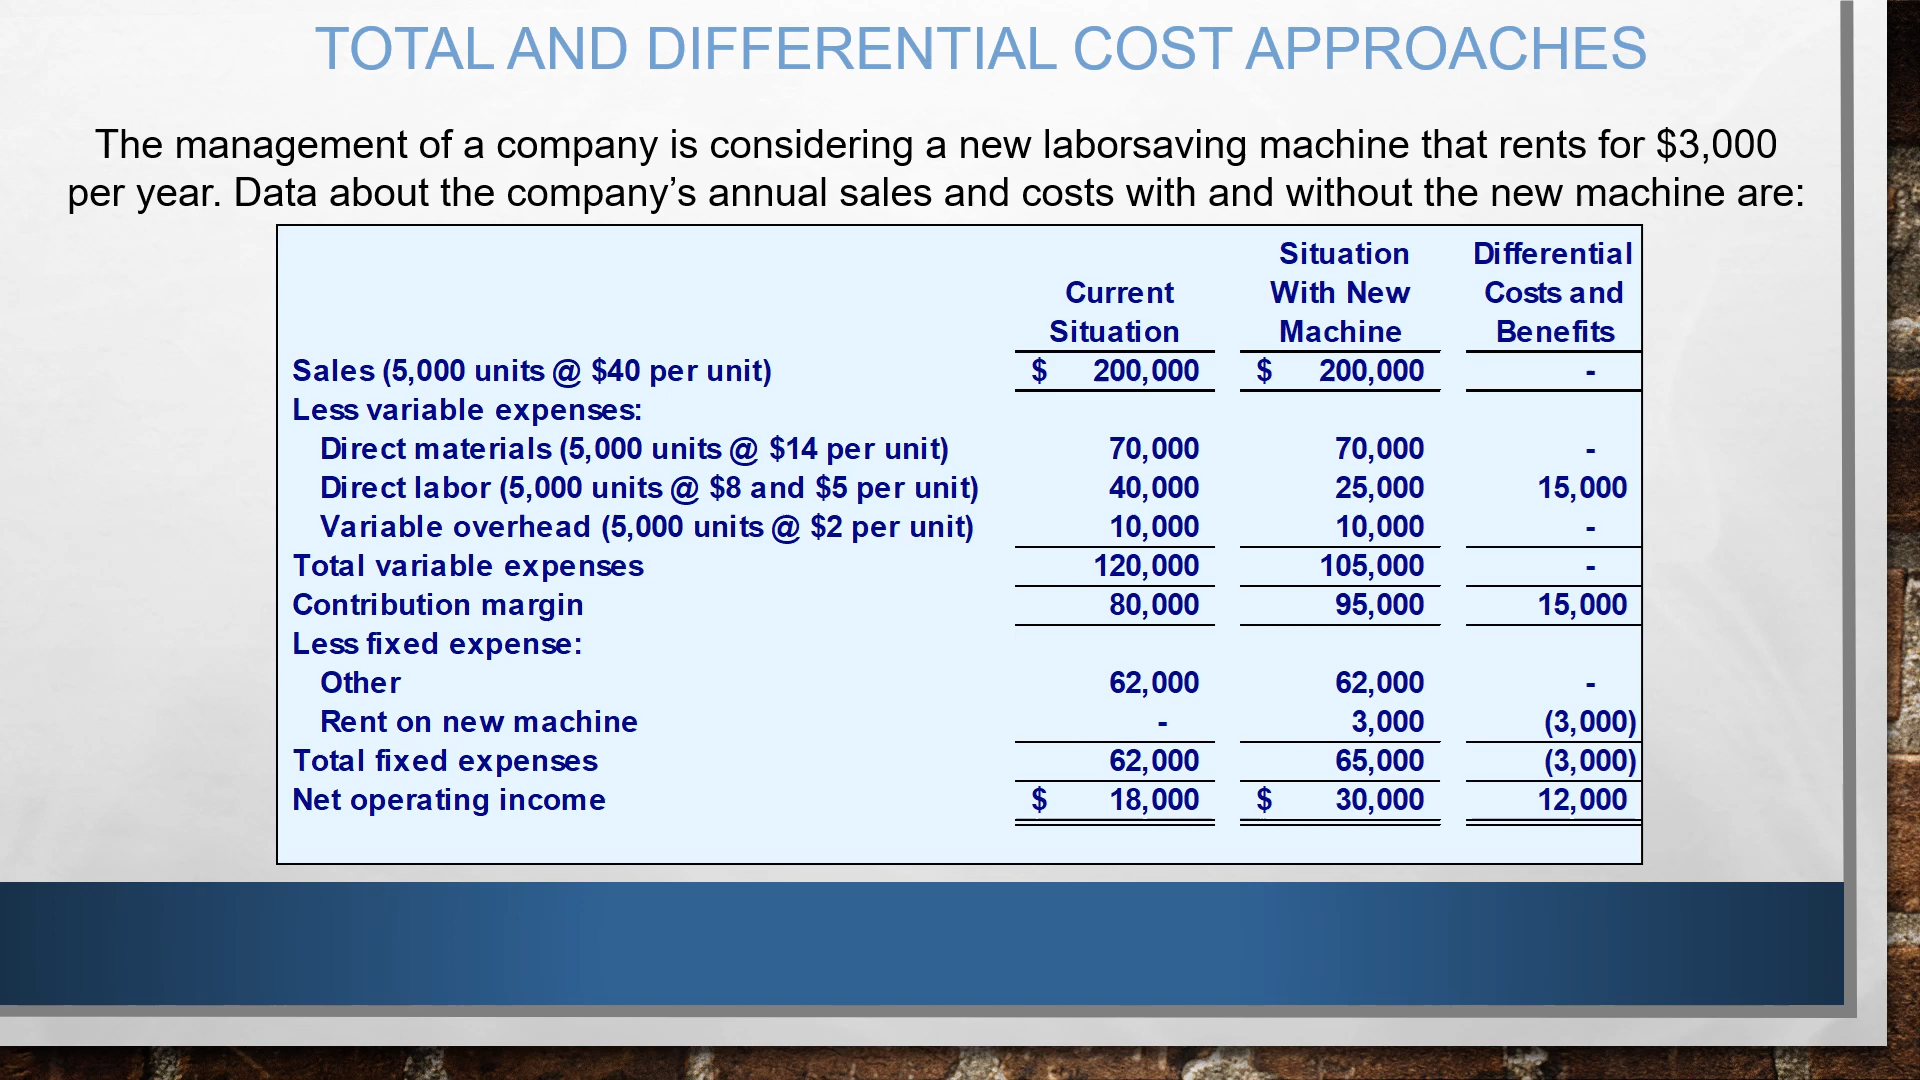 TOTAL AND DIFFERENTIAL COST APPROACHES
The management of a company is considering a new laborsaving machine that rents for $3,000
per year. Data about the company’s annual sales and costs with and without the new machine are:
Situation Differential
Current With New Costs and
Situation Machine Benefits
Sales (5,000 units @ $40 per unit) $ 200,000 $ 200,000 -
Less variable expenses:
Direct materials (5,000 units @ $14 per unit) 70,000 70,000 -
Direct labor (5,000 units @ $8 and $5 per unit) 40,000 25,000 15,000
Variable overhead (5,000 units @ $2 per unit) 10,000 10,000 -
Total variable expenses 120,000 105,000 -
Contribution margin 80,000 95,000 15,000
Less fixed expense:
Other 62,000 62,000 -
Rent on new machine - 3,000 (3,000)
Total fixed expenses 62,000 65,000 (3,000)
Net operating income $ 18,000 $ 30,000 12,000